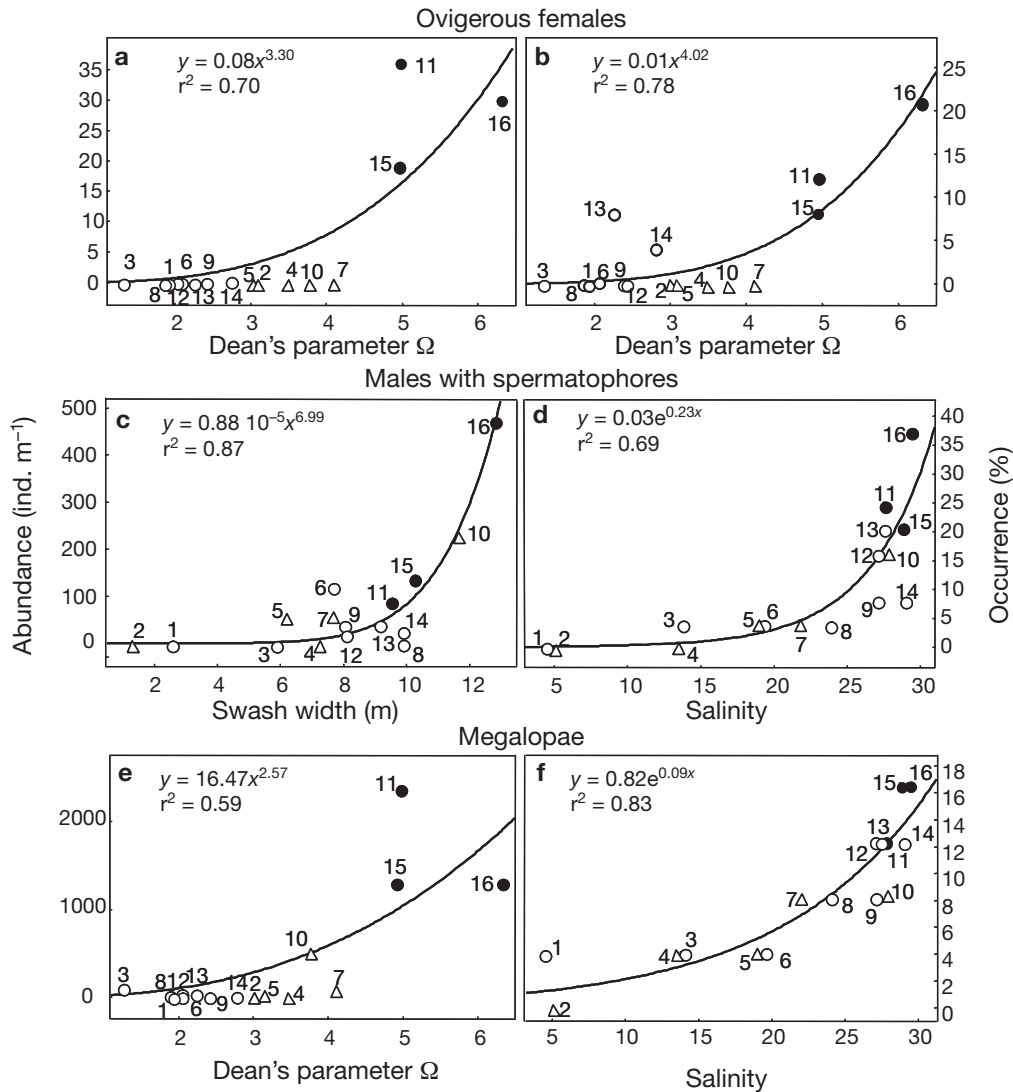 Ovigerous females
a
y = 0.08x^3.30
r² = 0.70
35
30
25
20
15
10
5
0
11
16
15
3 1 6 9 5 2 4 10 7
8 12 13 14
2 3 4 5 6
Dean's parameter Ω
b
y = 0.01x^4.02
r² = 0.78
25
20
15
10
5
0
16
11
15
13
14
3 1 6 9 4 10 7
8 12 2 5
2 3 4 5 6
Dean's parameter Ω
Males with spermatophores
Abundance (ind. m⁻¹)
c
y = 0.88 10⁻⁵x^6.99
r² = 0.87
500
400
300
200
100
0
16
10
15
6 11
5 7 9 14
2 1 3 4 12 13 8
2 4 6 8 10 12
Swash width (m)
d
y = 0.03e^0.23x
r² = 0.69
40
35
30
25
20
15
10
5
0
Occurrence (%)
16
11
13 15
12 10
9 14
3 5 6 7 8
1 2 4
5 10 15 20 25 30
Salinity
Megalopae
e
y = 16.47x^2.57
r² = 0.59
2000
1000
0
11
15
16
10
3 8 12 13 14 2 5 4 7
1 6 9
2 3 4 5 6
Dean's parameter Ω
f
y = 0.82e^0.09x
r² = 0.83
18
16
14
12
10
8
6
4
2
0
15 16
13 14
12 11
7 8 9 10
1 4 3 5 6
2
5 10 15 20 25 30
Salinity